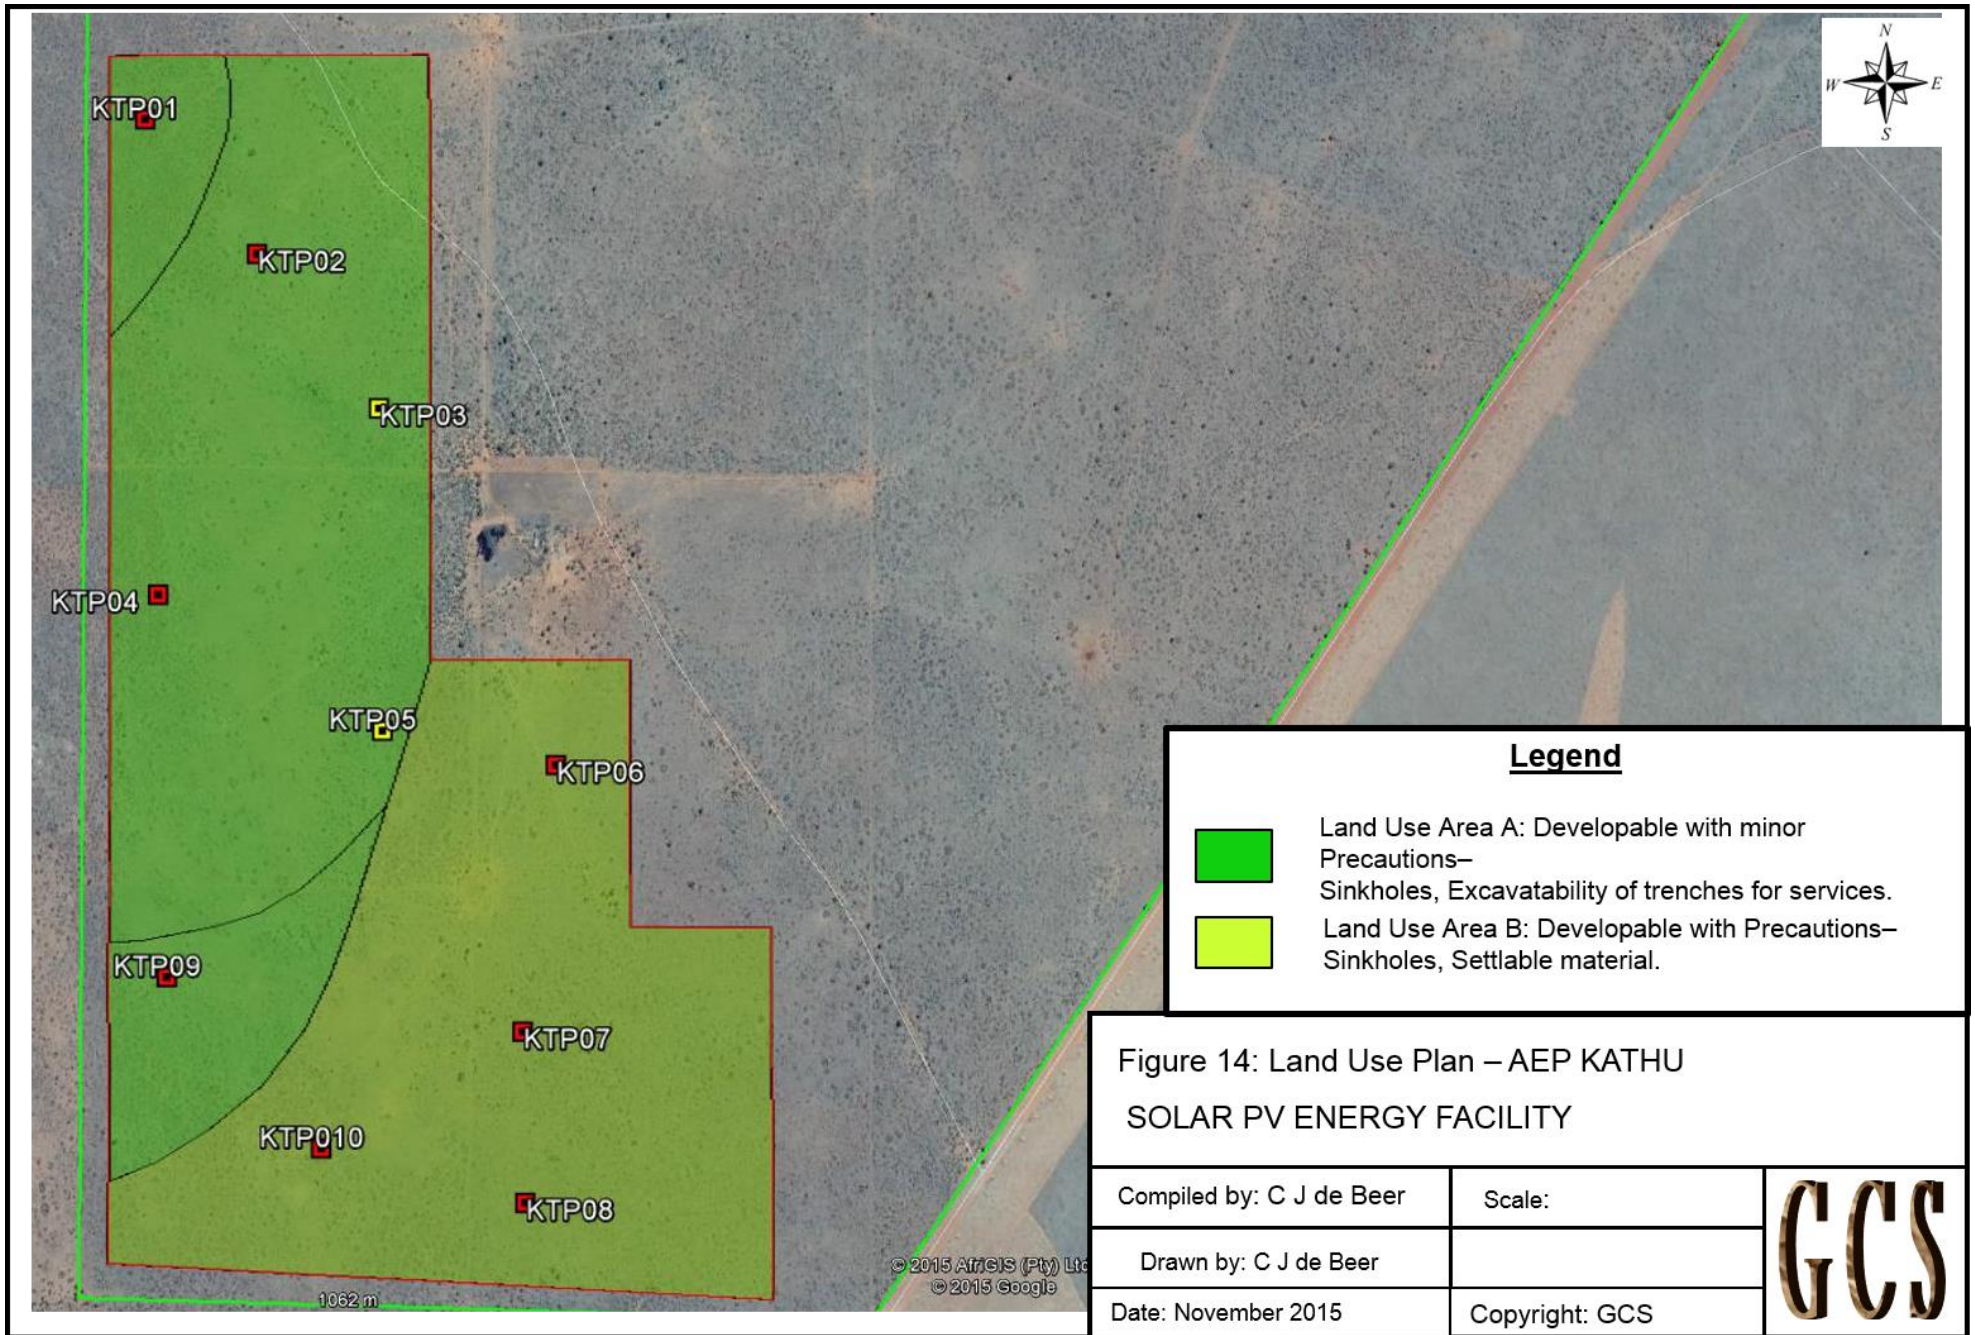 N
W
E
S
KTP01
KTP02
KTP03
KTP04
KTP05
KTP06
KTP09
KTP07
KTP010
KTP08
1062 m
© 2015 AfriGIS (Pty) Ltd
© 2015 Google
Legend
Land Use Area A: Developable with minor
Precautions–
Sinkholes, Excavatability of trenches for services.
Land Use Area B: Developable with Precautions–
Sinkholes, Settlable material.
Figure 14: Land Use Plan – AEP KATHU
SOLAR PV ENERGY FACILITY
Compiled by: C J de Beer
Scale:
Drawn by: C J de Beer
Date: November 2015
Copyright: GCS
GCS